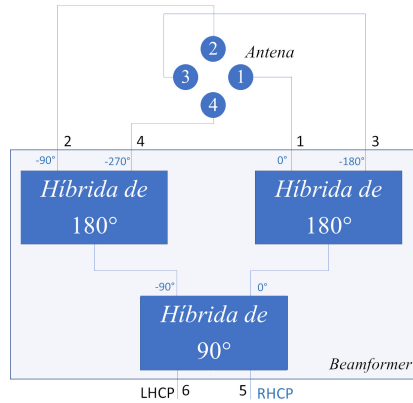 2
3
1
Antena
4
2
4
1
3
-90°
-270°
0°
-180°
Híbrida de
180°
Híbrida de
180°
-90°
0°
Híbrida de
90°
Beamformer
LHCP 6
5 RHCP